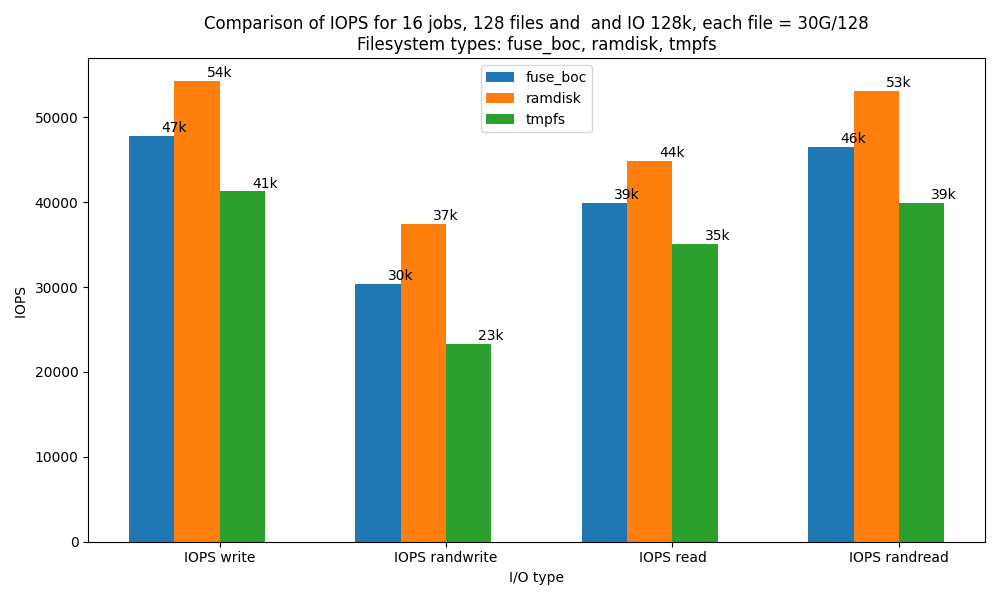 Comparison of IOPS for 16 jobs, 128 files and  and IO 128k, each file = 30G/128
Filesystem types: fuse_boc, ramdisk, tmpfs
fuse_boc
ramdisk
tmpfs
IOPS
50000
40000
30000
20000
10000
0
47k
54k
41k
30k
37k
23k
39k
44k
35k
46k
53k
39k
IOPS write
IOPS randwrite
IOPS read
IOPS randread
I/O type